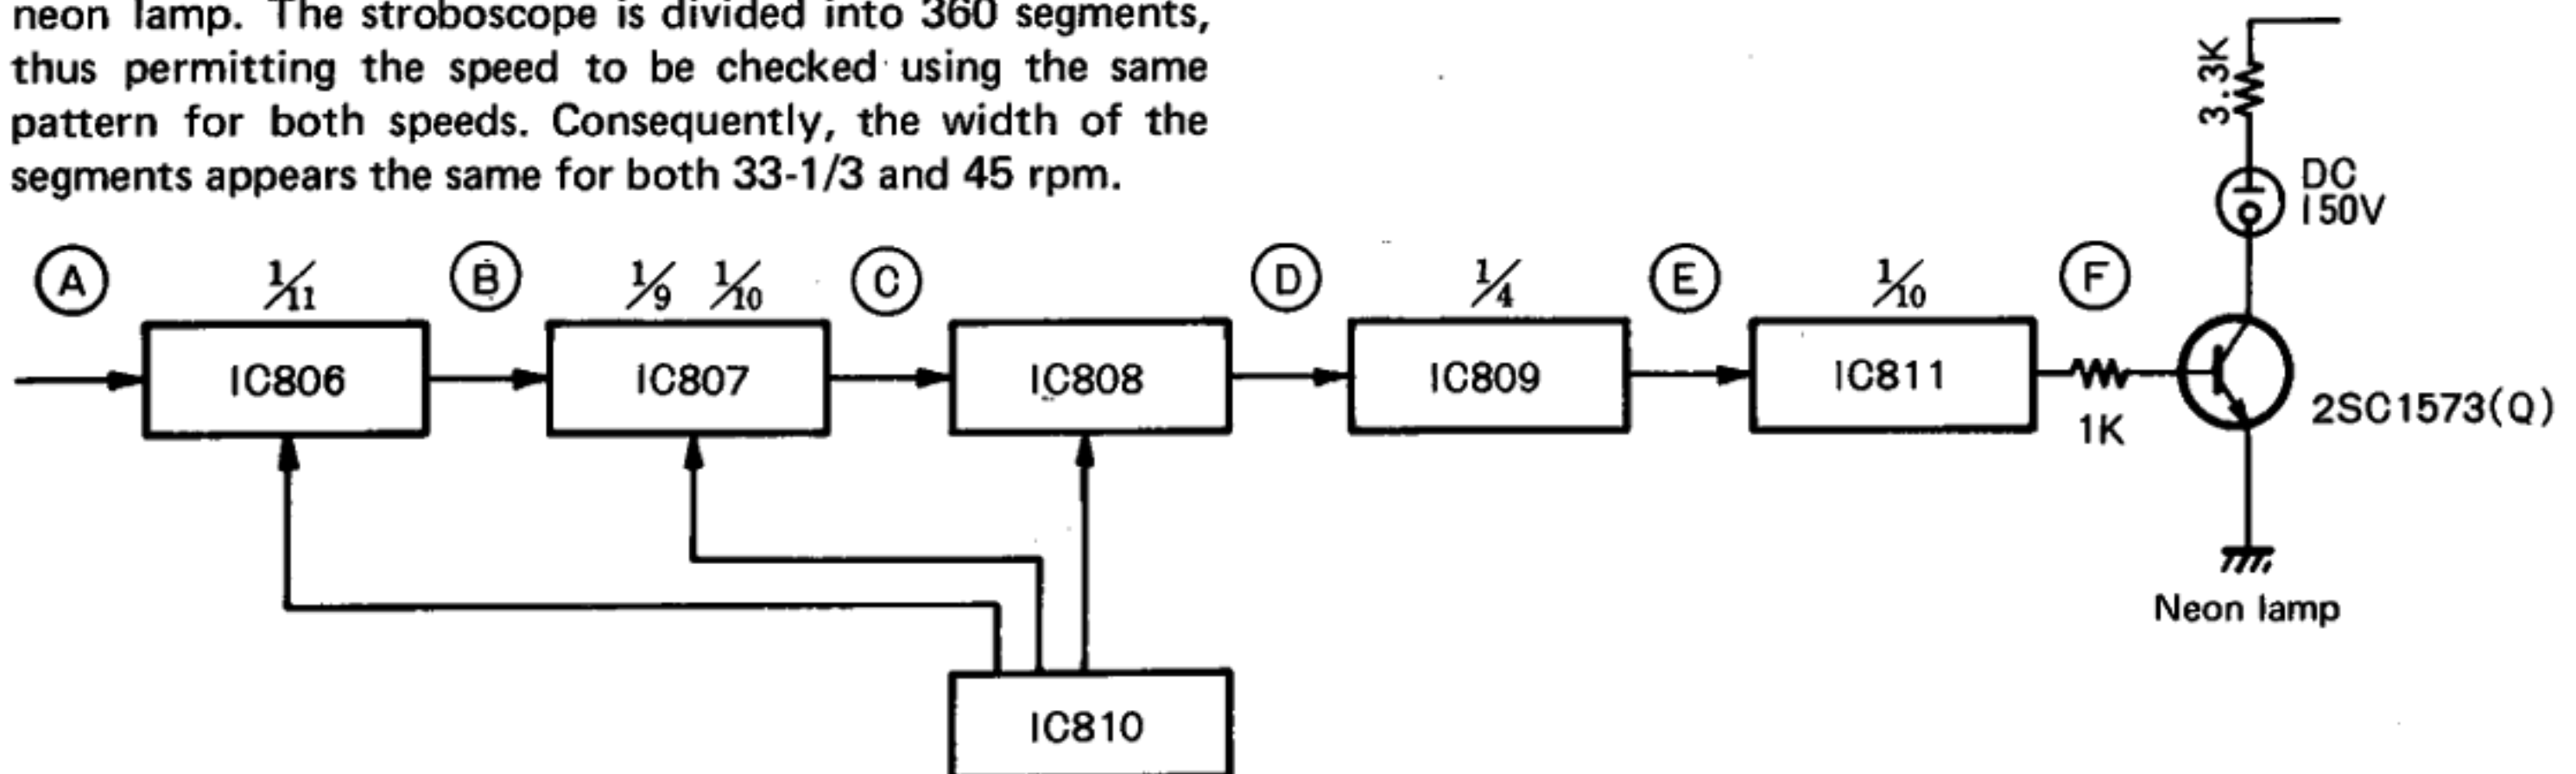 neon lamp. The stroboscope is divided into 360 segments,
thus permitting the speed to be checked using the same
pattern for both speeds. Consequently, the width of the
segments appears the same for both 33-1/3 and 45 rpm.
3.3K
DC
150V
A 1/11 B 1/9 1/10 C D 1/4 E 1/10 F
IC806 IC807 IC808 IC809 IC811
1K
2SC1573(Q)
Neon lamp
IC810